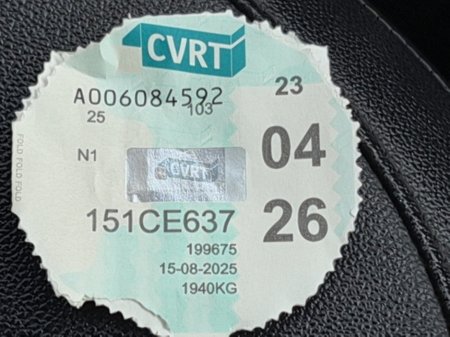 CVRT
A006084592
23
25
103
N1
CVRT
04
FOLD FOLD FOLD
151CE637
26
199675
15-08-2025
1940KG